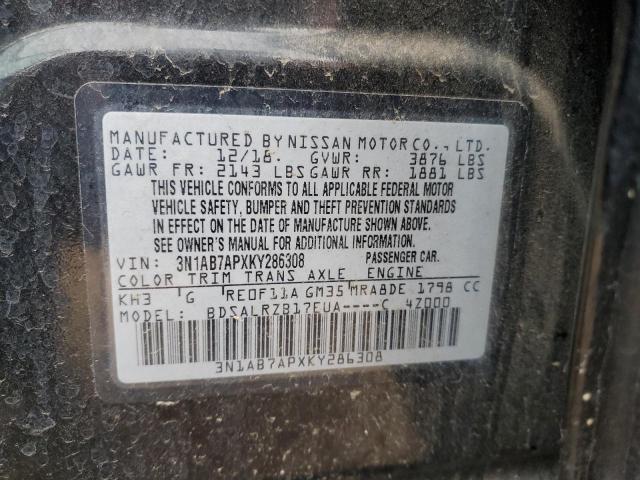 MANUFACTURED BY NISSAN MOTOR CO., LTD.
DATE: 12/18. GVWR: 3876 LBS
GAWR FR: 2143 LBS GAWR RR: 1881 LBS
THIS VEHICLE CONFORMS TO ALL APPLICABLE FEDERAL MOTOR
VEHICLE SAFETY, BUMPER AND THEFT PREVENTION STANDARDS
IN EFFECT ON THE DATE OF MANUFACTURE SHOWN ABOVE.
SEE OWNER'S MANUAL FOR ADDITIONAL INFORMATION.
VIN: 3N1AB7APXKY286308 PASSENGER CAR.
COLOR TRIM TRANS AXLE ENGINE
KH3 G RE0F11A GM35 MRA8DE 1798 CC
MODEL: BDSALRZB17EUA----C 4Z000
3N1AB7APXKY286308